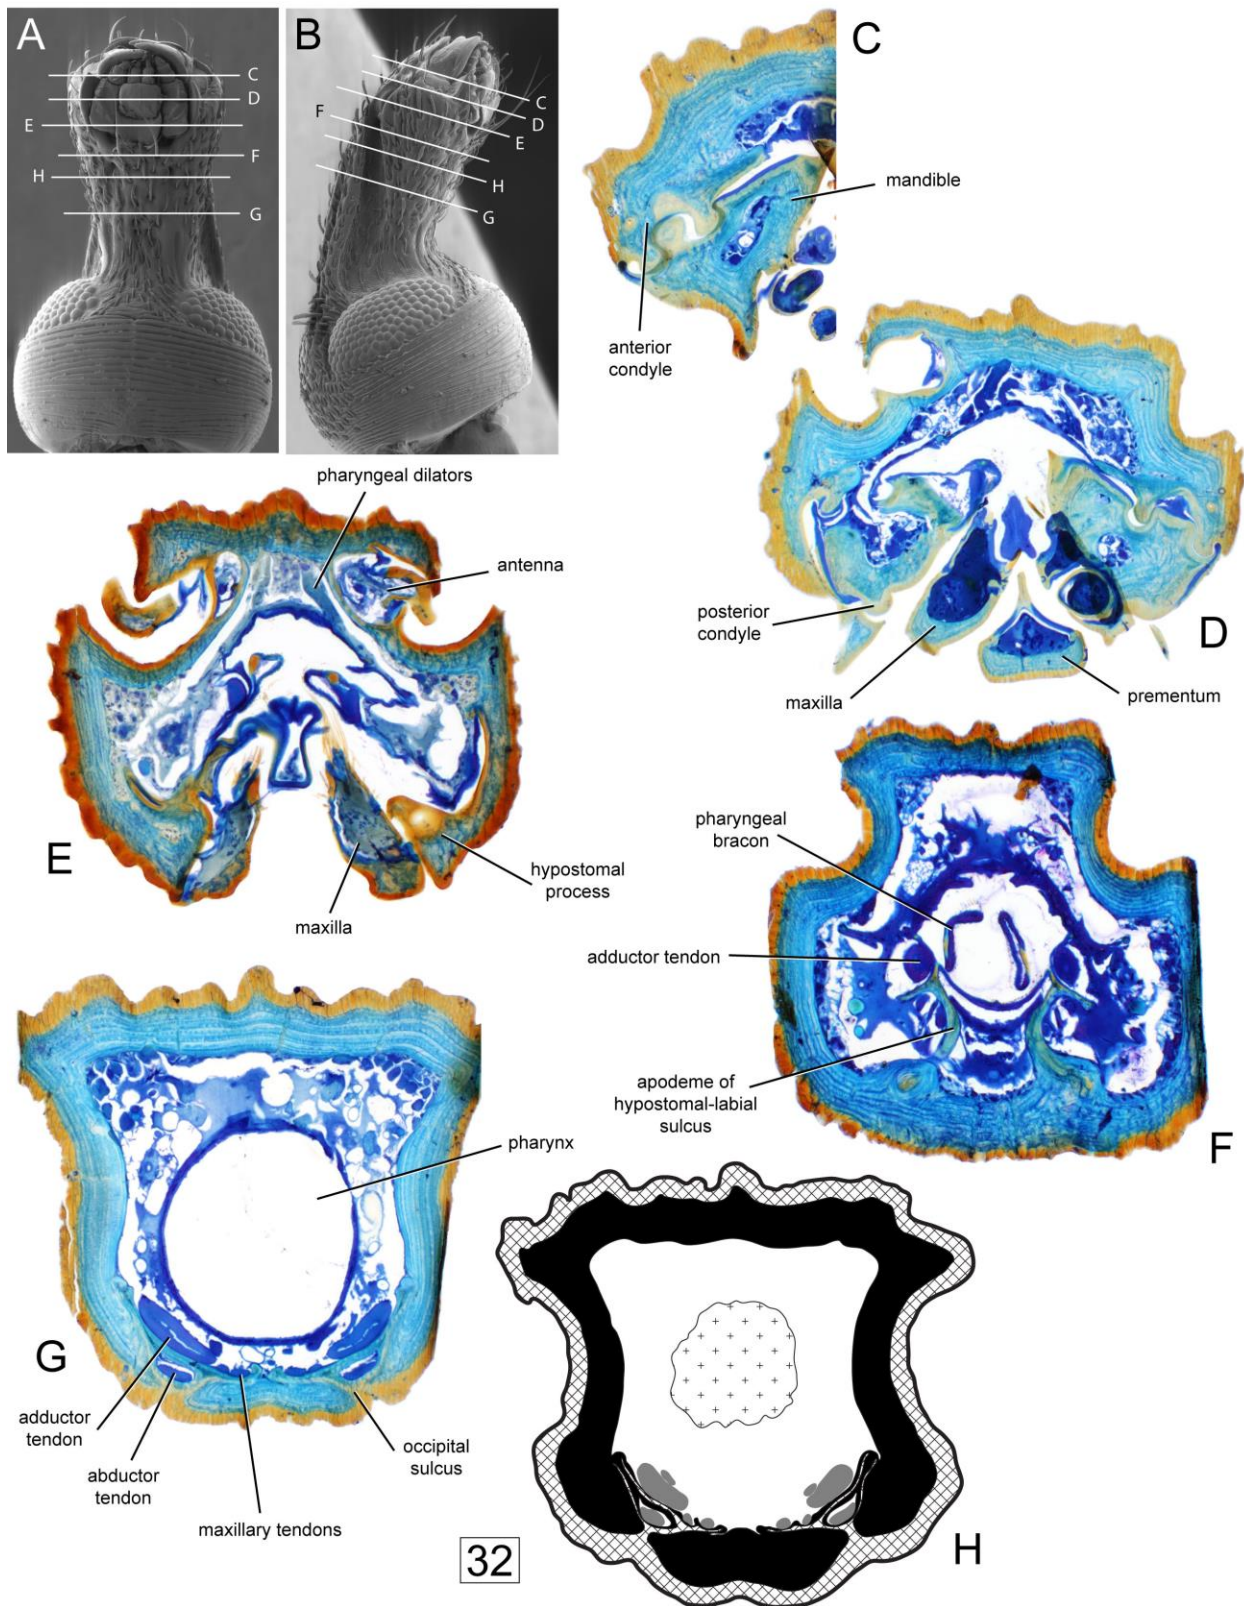 A
C
D
E
F
H
G
B
F
C
D
E
H
G
C
mandible
anterior
condyle
pharyngeal dilators
antenna
posterior
condyle
D
maxilla
prementum
E
hypostomal
process
maxilla
pharyngeal
bracon
adductor tendon
apodeme of
hypostomal-labial
sulcus
F
pharynx
G
adductor
tendon
abductor
tendon
occipital
sulcus
maxillary tendons
32
H